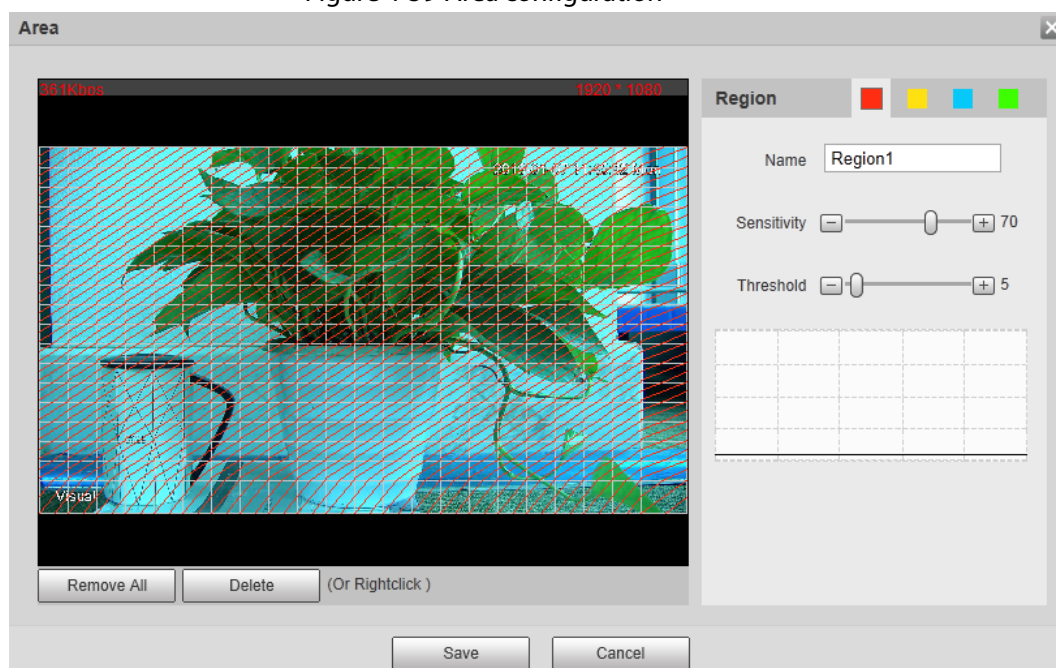 Area
361Kbps 1920 * 1080
Visual
Region
Name Region1
Sensitivity 70
Threshold 5
Remove All Delete (Or Rightclick )
Save Cancel